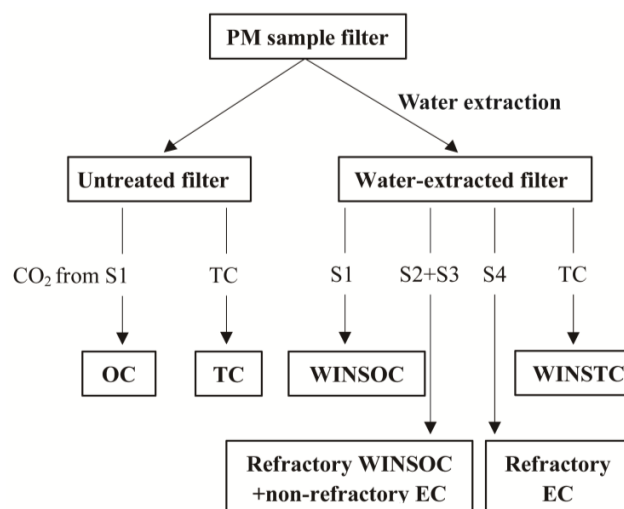 PM sample filter
Water extraction
Untreated filter
Water-extracted filter
CO₂ from S1
TC
S1
S2+S3
S4
TC
OC
TC
WINSOC
WINSTC
Refractory WINSOC
+non-refractory EC
Refractory
EC